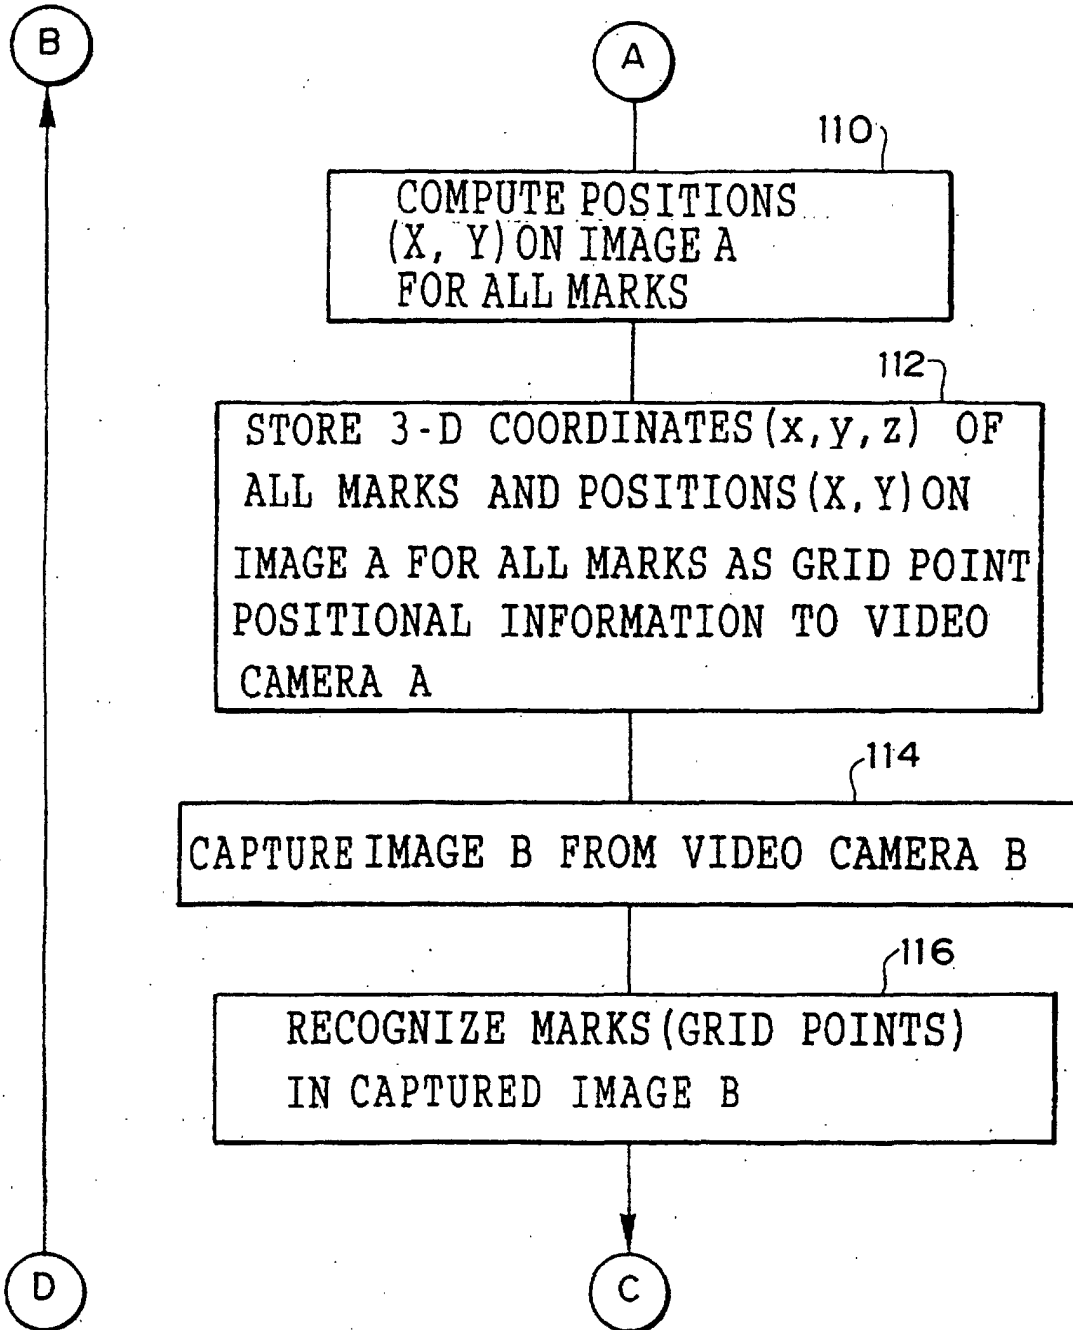 B
A
110
COMPUTE POSITIONS
(X, Y) ON IMAGE A
FOR ALL MARKS
112
STORE 3-D COORDINATES (x, y, z) OF
ALL MARKS AND POSITIONS (X, Y) ON
IMAGE A FOR ALL MARKS AS GRID POINT
POSITIONAL INFORMATION TO VIDEO
CAMERA A
114
CAPTURE IMAGE B FROM VIDEO CAMERA B
116
RECOGNIZE MARKS (GRID POINTS)
IN CAPTURED IMAGE B
D
C